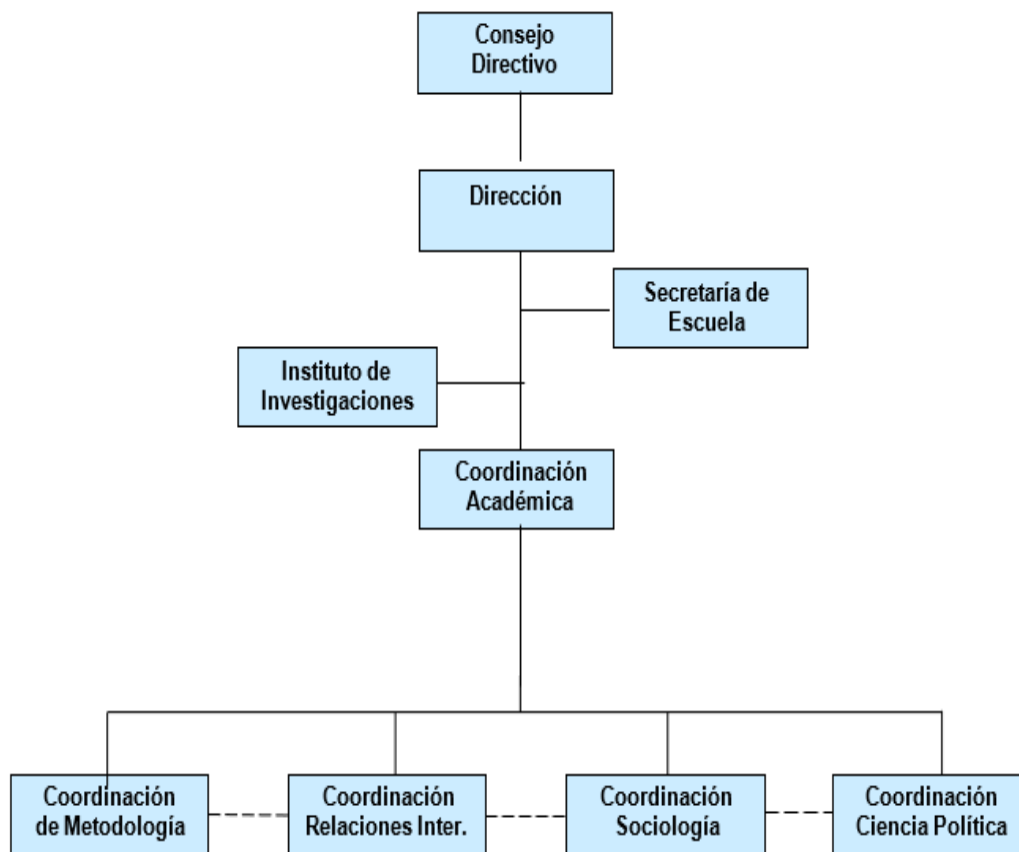 Consejo
Directivo
Dirección
Secretaría de
Escuela
Instituto de
Investigaciones
Coordinación
Académica
Coordinación
de Metodología
Coordinación
Relaciones Inter.
Coordinación
Sociología
Coordinación
Ciencia Política